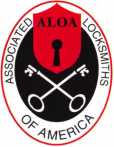 ALOA
ASSOCIATED LOCKSMITHS
OF AMERICA